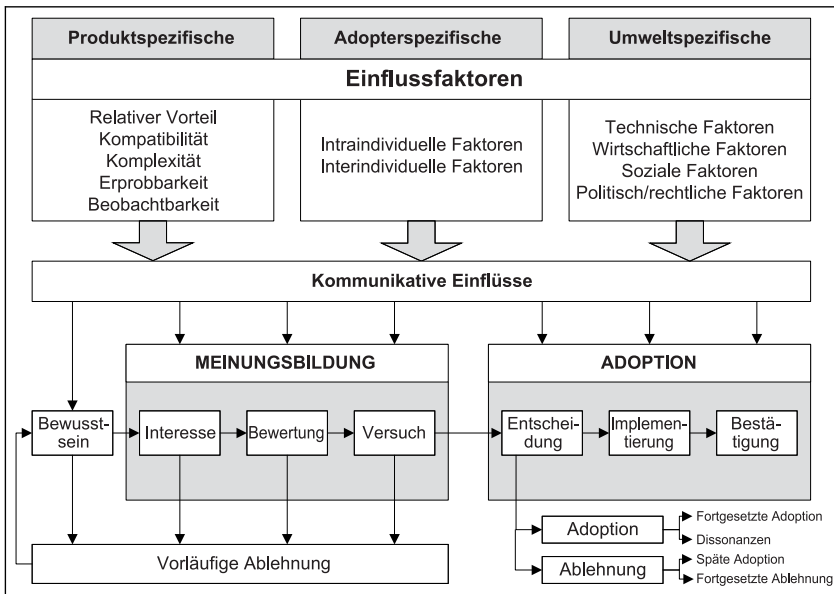 Produktspezifische
Adopterspezifische
Umweltspezifische
Einflussfaktoren
Relativer Vorteil
Kompatibilität
Komplexität
Erprobbarkeit
Beobachtbarkeit
Intraindividuelle Faktoren
Interindividuelle Faktoren
Technische Faktoren
Wirtschaftliche Faktoren
Soziale Faktoren
Politisch/rechtliche Faktoren
Kommunikative Einflüsse
MEINUNGSBILDUNG
ADOPTION
Bewusst-
sein
Interesse
Bewertung
Versuch
Entschei-
dung
Implemen-
tierung
Bestä-
tigung
Vorläufige Ablehnung
Adoption
Fortgesetzte Adoption
Dissonanzen
Ablehnung
Späte Adoption
Fortgesetzte Ablehnung